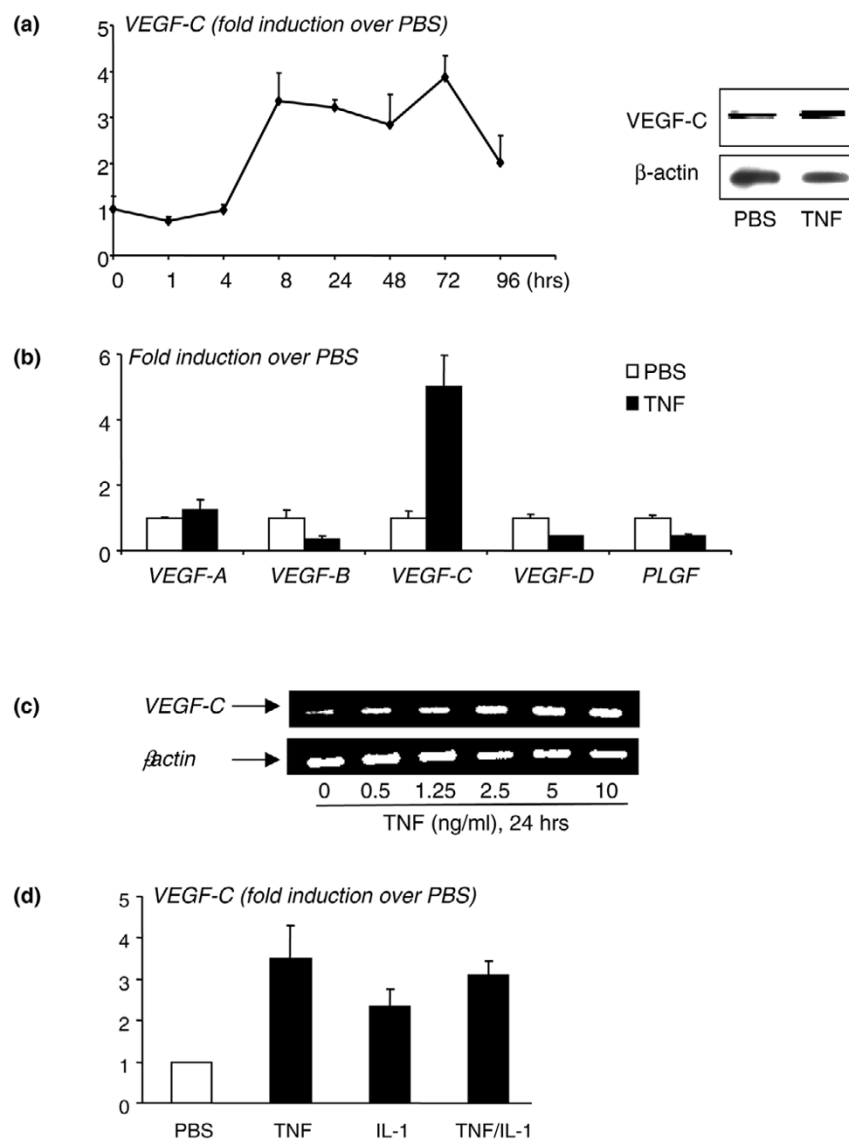 (a)
VEGF-C (fold induction over PBS)
5
4
3
2
1
0
0 1 4 8 24 48 72 96 (hrs)
VEGF-C
β-actin
PBS TNF
(b)
Fold induction over PBS
6
4
2
0
PBS
TNF
VEGF-A VEGF-B VEGF-C VEGF-D PLGF
(c)
VEGF-C
βactin
0 0.5 1.25 2.5 5 10
TNF (ng/ml), 24 hrs
(d)
VEGF-C (fold induction over PBS)
5
4
3
2
1
0
PBS TNF IL-1 TNF/IL-1